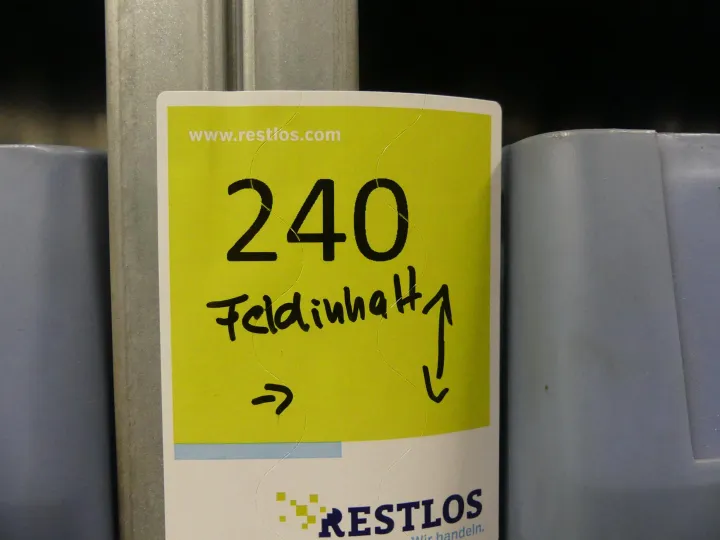 www.restlos.com
240
Feldinhalt
RESTLOS
Wir handeln.